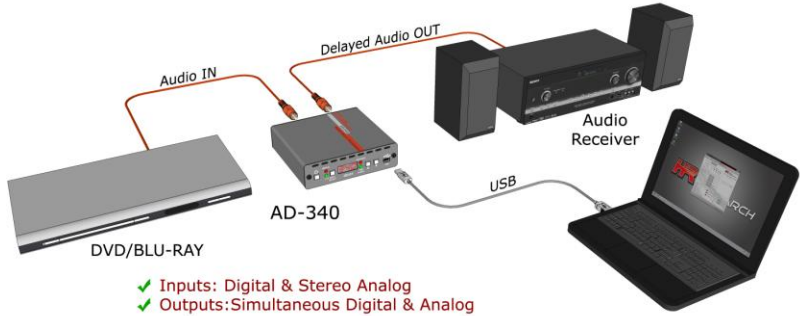 Delayed Audio OUT
Audio IN
Audio
Receiver
USB
AD-340
DVD/BLU-RAY
RCH
✓ Inputs: Digital & Stereo Analog
✓ Outputs:Simultaneous Digital & Analog